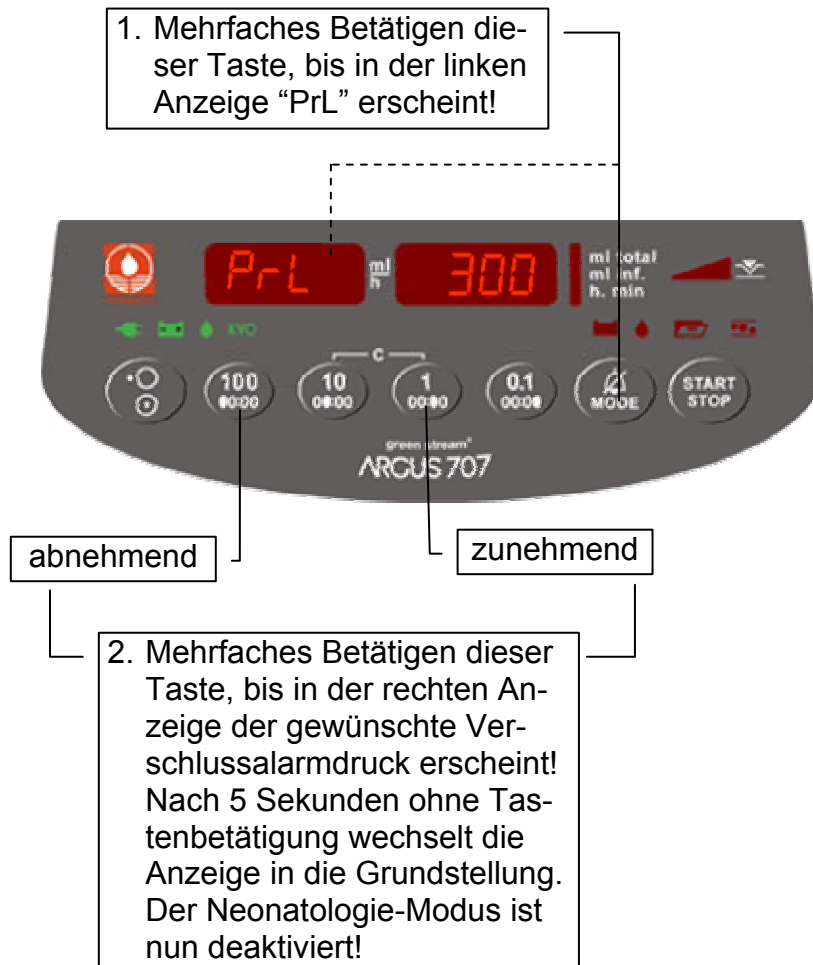 1. Mehrfaches Betätigen die-
ser Taste, bis in der linken
Anzeige “PrL” erscheint!
PrL
ml
h
300
ml total
ml inf.
h. min
KVO
C
100
00:00
10
00:00
1
00:00
0.1
00:00
MODE
START
STOP
green stream®
ARGUS 707
abnehmend
zunehmend
2. Mehrfaches Betätigen dieser
Taste, bis in der rechten An-
zeige der gewünschte Ver-
schlussalarmdruck erscheint!
Nach 5 Sekunden ohne Tas-
tenbetätigung wechselt die
Anzeige in die Grundstellung.
Der Neonatologie-Modus ist
nun deaktiviert!